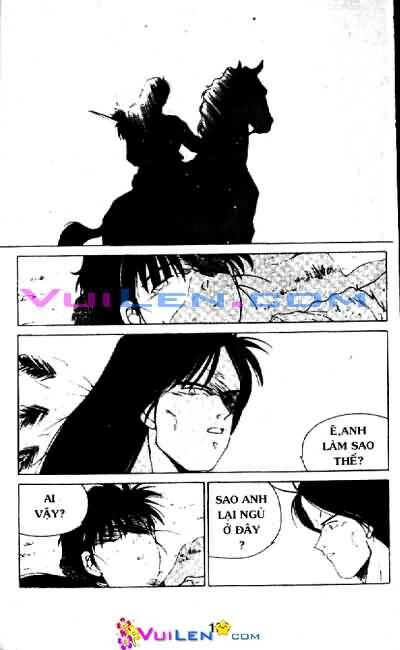 VUILEN.COM
Ê,ANH
LÀM SAO
THẾ?
AI
VẬY?
SAO ANH
LẠI NGỦ
Ở ĐÂY
?
VUILEN.COM